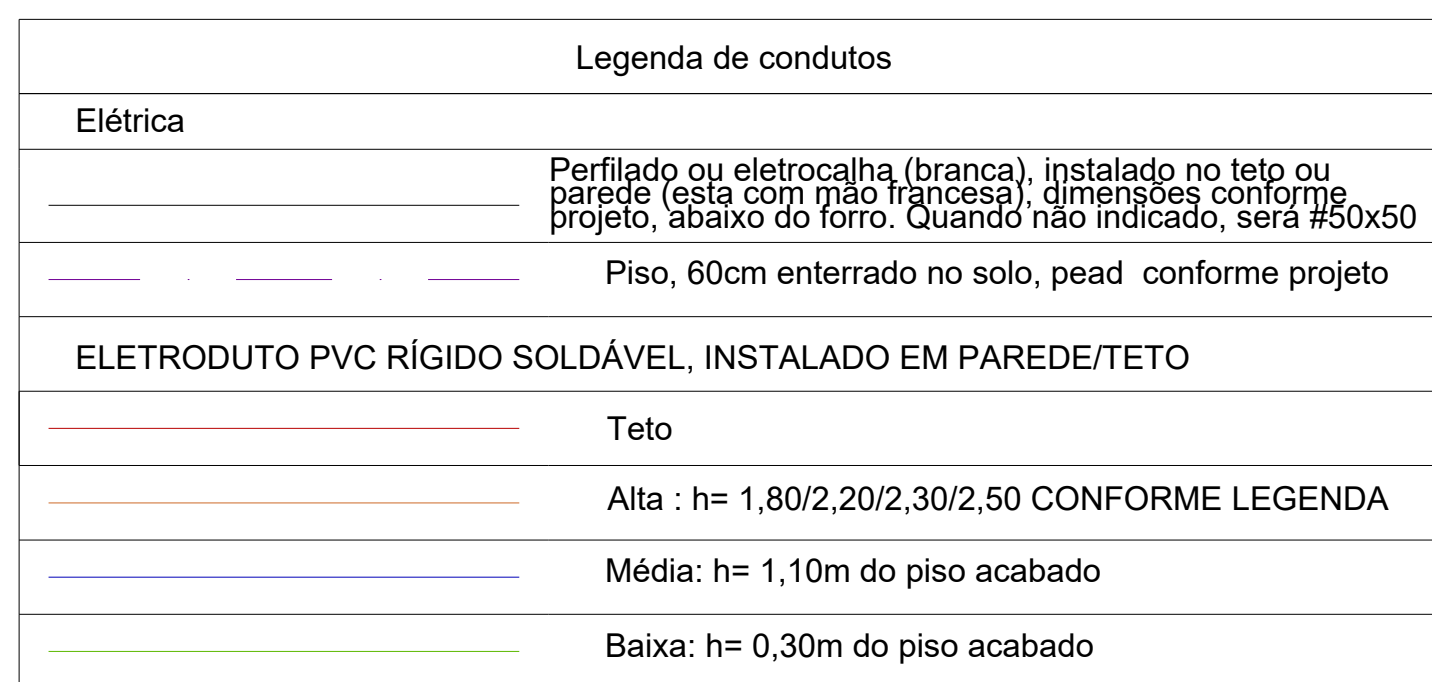 Legenda de condutos
Elétrica
Perfilado ou eletrocalha (branca), instalado no teto ou
parede (esta com mão francesa), dimensões conforme
projeto, abaixo do forro. Quando não indicado, será #50x50
Piso, 60cm enterrado no solo, pead  conforme projeto
ELETRODUTO PVC RÍGIDO SOLDÁVEL, INSTALADO EM PAREDE/TETO
Teto
Alta : h= 1,80/2,20/2,30/2,50 CONFORME LEGENDA
Média: h= 1,10m do piso acabado
Baixa: h= 0,30m do piso acabado